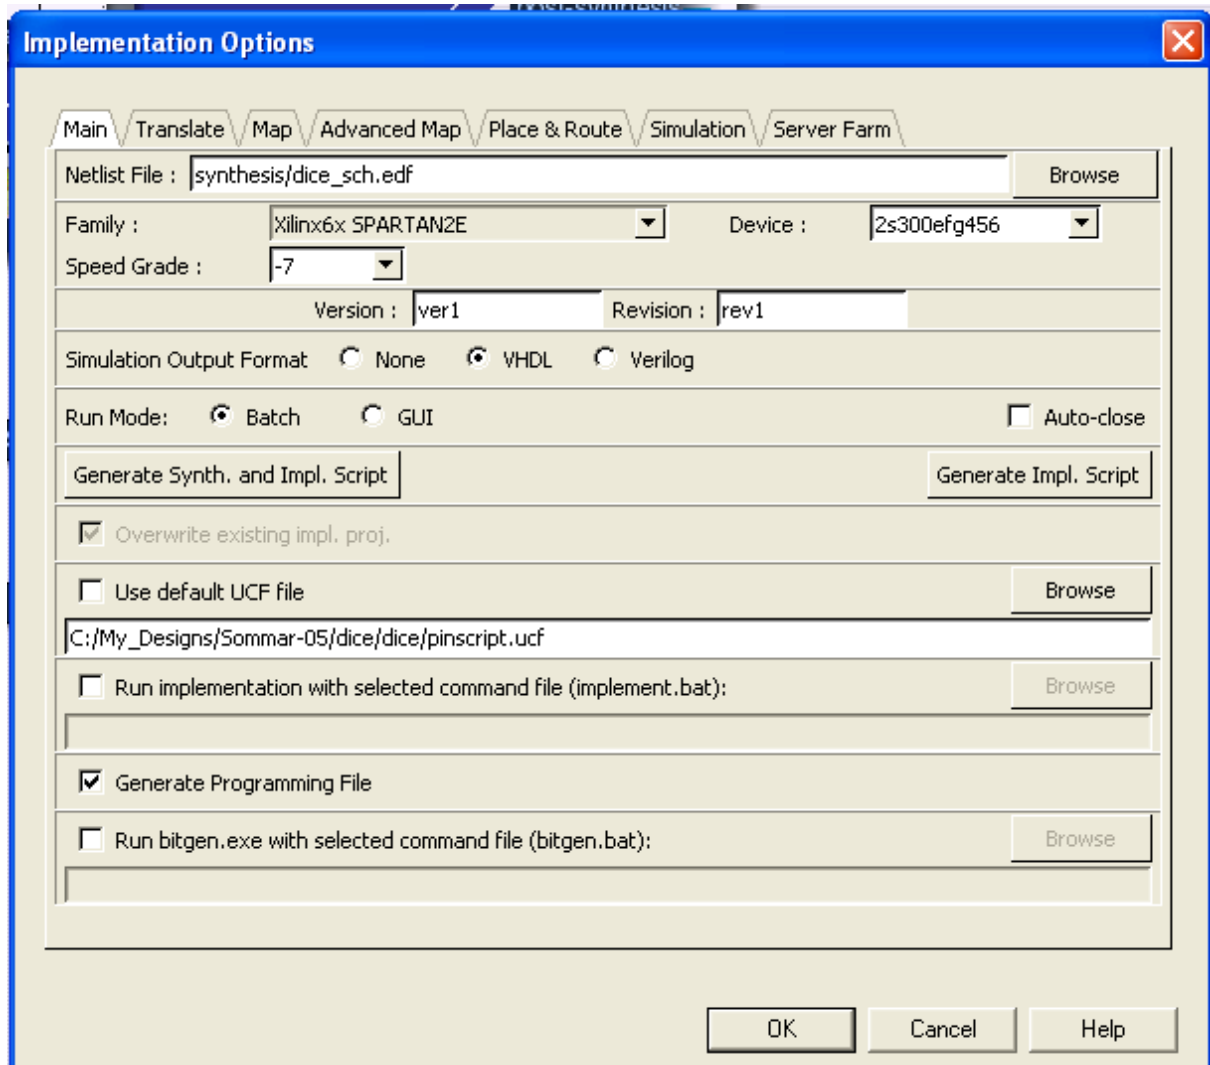 post-synthesis
Implementation Options
Main Translate Map Advanced Map Place & Route Simulation Server Farm
Netlist File : synthesis/dice_sch.edf Browse
Family : Xilinx6x SPARTAN2E Device : 2s300efg456
Speed Grade : -7
Version : ver1 Revision : rev1
Simulation Output Format None VHDL Verilog
Run Mode: Batch GUI Auto-close
Generate Synth. and Impl. Script Generate Impl. Script
Overwrite existing impl. proj.
Use default UCF file Browse
C:/My_Designs/Sommar-05/dice/dice/pinscript.ucf
Run implementation with selected command file (implement.bat): Browse
Generate Programming File
Run bitgen.exe with selected command file (bitgen.bat): Browse
OK Cancel Help